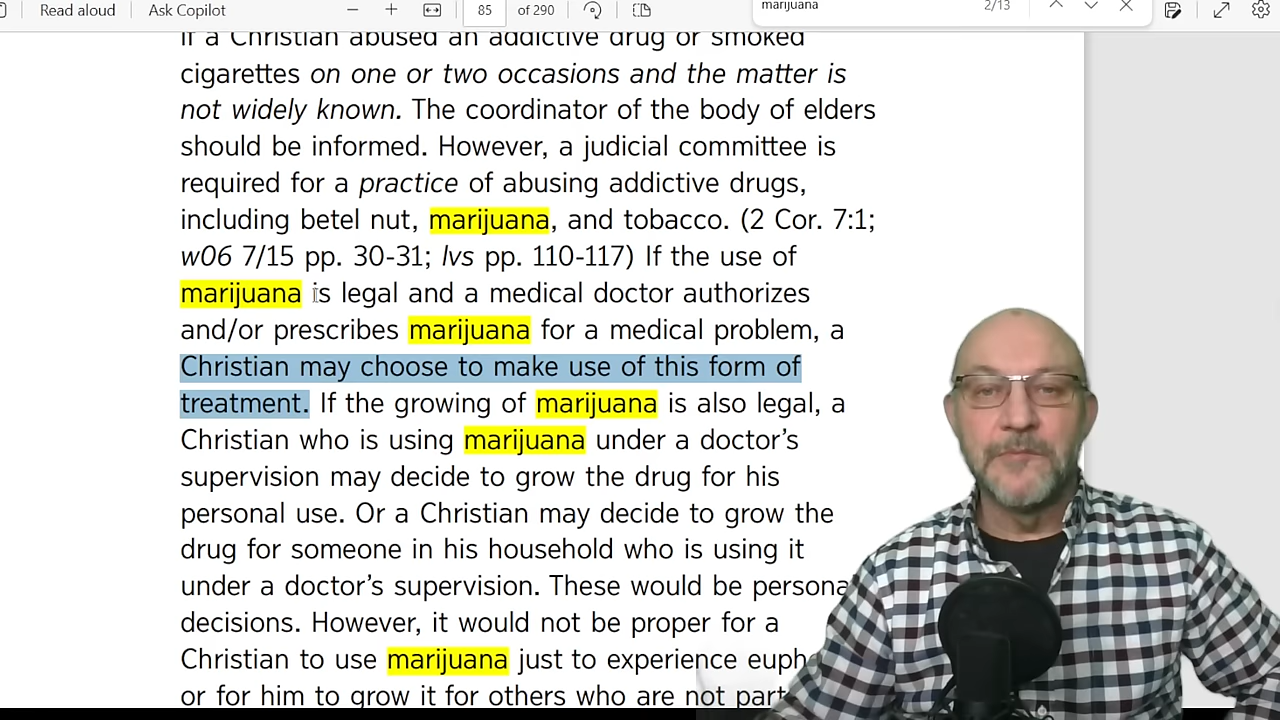 Read aloud Ask Copilot 85 of 290 marijuana 2/13
If a Christian abused an addictive drug or smoked
cigarettes on one or two occasions and the matter is
not widely known. The coordinator of the body of elders
should be informed. However, a judicial committee is
required for a practice of abusing addictive drugs,
including betel nut, marijuana, and tobacco. (2 Cor. 7:1;
w06 7/15 pp. 30-31; lvs pp. 110-117) If the use of
marijuana is legal and a medical doctor authorizes
and/or prescribes marijuana for a medical problem, a
Christian may choose to make use of this form of
treatment. If the growing of marijuana is also legal, a
Christian who is using marijuana under a doctor’s
supervision may decide to grow the drug for his
personal use. Or a Christian may decide to grow the
drug for someone in his household who is using it
under a doctor’s supervision. These would be persona
decisions. However, it would not be proper for a
Christian to use marijuana just to experience euph
or for him to grow it for others who are not part